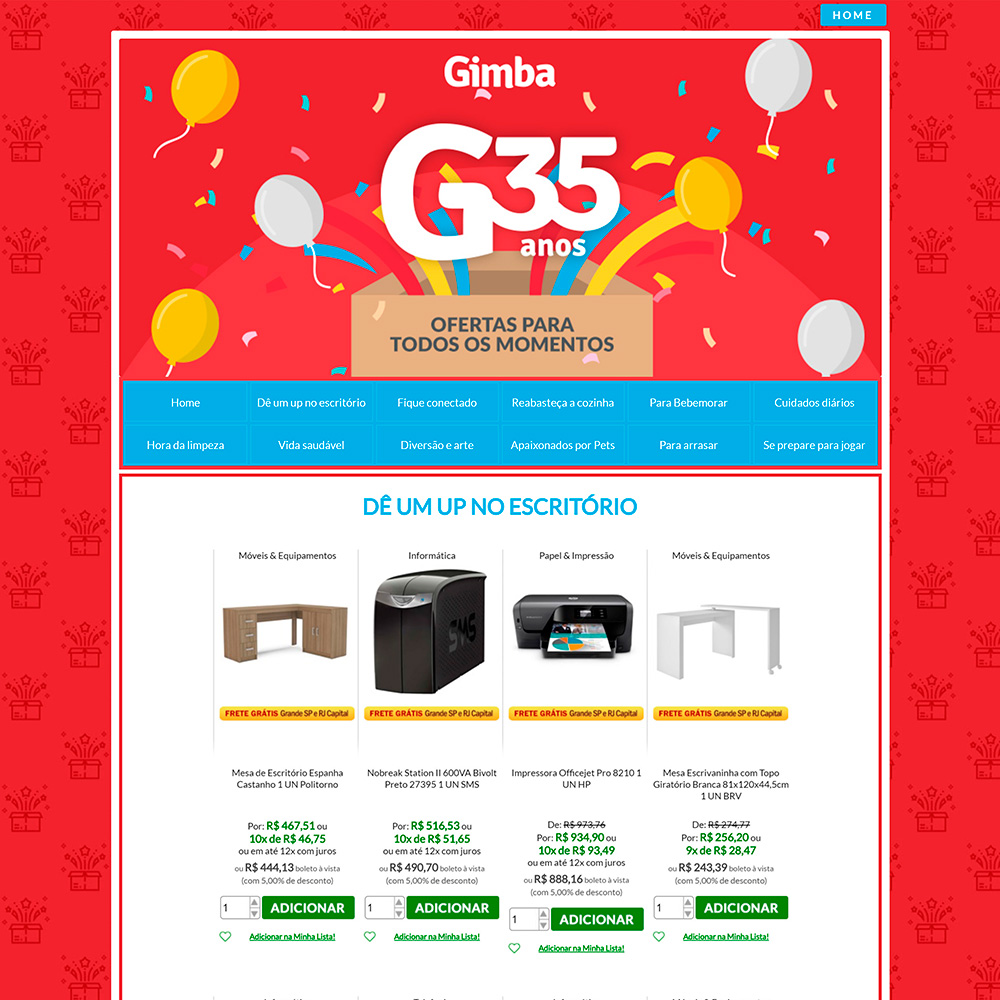 HOME
Gimba
G35
anos
OFERTAS PARA
TODOS OS MOMENTOS
Home
Dê um up no escritório
Fique conectado
Reabasteça a cozinha
Para Bebemorar
Cuidados diários
Hora da limpeza
Vida saudável
Diversão e arte
Apaixonados por Pets
Para arrasar
Se prepare para jogar
DÊ UM UP NO ESCRITÓRIO
Móveis & Equipamentos
SMS
FRETE GRÁTIS Grande SP e RJ Capital
Mesa de Escritório Espanha
Castanho 1 UN Politorno
Por: R$ 467,51 ou
10x de R$ 46,75
ou em até 12x com juros
ou R$ 444,13 boleto à vista
(com 5,00% de desconto)
1
ADICIONAR
Adicionar na Minha Lista!
Informática
FRETE GRÁTIS Grande SP e RJ Capital
Nobreak Station II 600VA Bivolt
Preto 27395 1 UN SMS
Por: R$ 516,53 ou
10x de R$ 51,65
ou em até 12x com juros
ou R$ 490,70 boleto à vista
(com 5,00% de desconto)
1
ADICIONAR
Adicionar na Minha Lista!
Papel & Impressão
FRETE GRÁTIS Grande SP e RJ Capital
Impressora Officejet Pro 8210 1
UN HP
De: R$ 973,76
Por: R$ 934,90 ou
10x de R$ 93,49
ou em até 12x com juros
ou R$ 888,16 boleto à vista
(com 5,00% de desconto)
1
ADICIONAR
Adicionar na Minha Lista!
Móveis & Equipamentos
FRETE GRÁTIS Grande SP e RJ Capital
Mesa Escrivaninha com Topo
Giratório Branca 81x120x44,5cm
1 UN BRV
De: R$ 274,77
Por: R$ 256,20 ou
9x de R$ 28,47
ou R$ 243,39 boleto à vista
(com 5,00% de desconto)
1
ADICIONAR
Adicionar na Minha Lista!